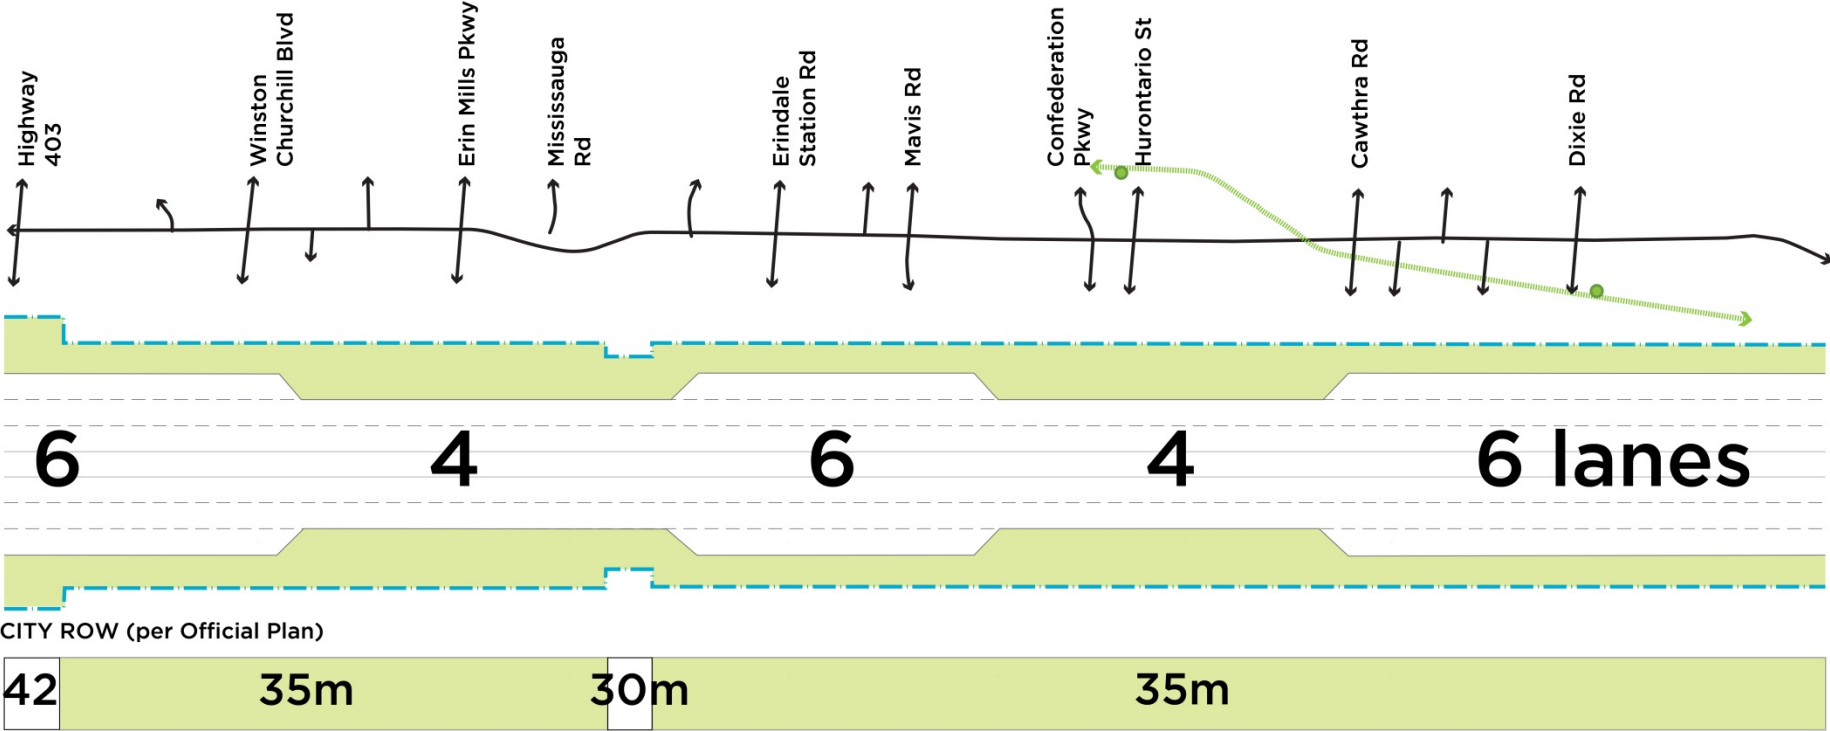 Highway
403
Winston
Churchill Blvd
Erin Mills Pkwy
Mississauga
Rd
Erindale
Station Rd
Mavis Rd
Confederation
Pkwy
Hurontario St
Cawthra Rd
Dixie Rd
6
4
6
4
6 lanes
CITY ROW (per Official Plan)
42
35m
30m
35m